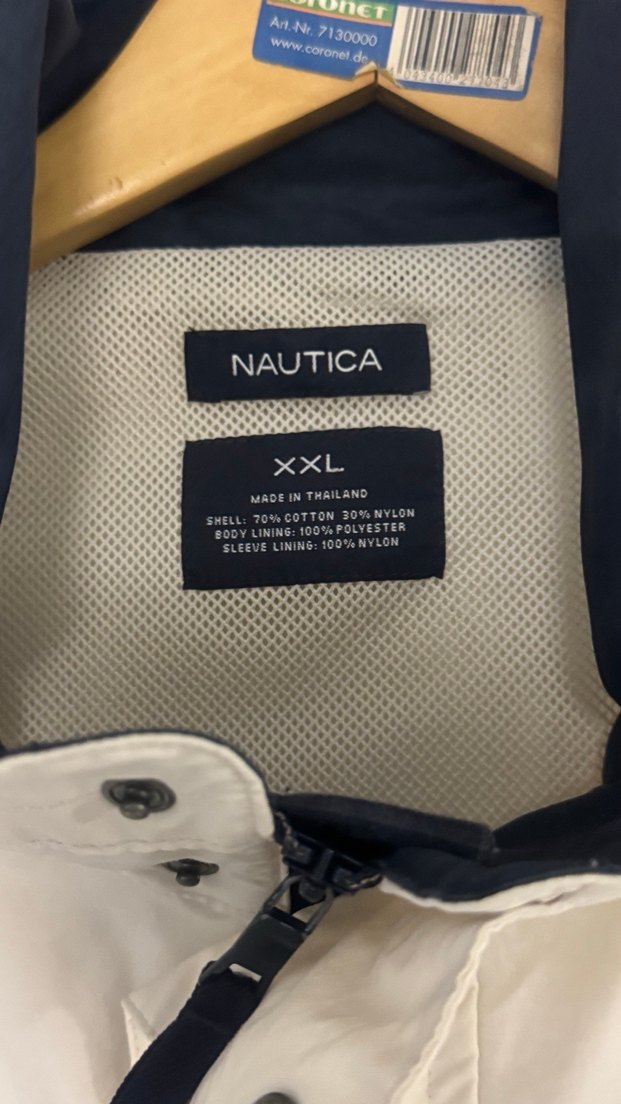 coronet
Art.-Nr. 7130000
www.coronet.de
NAUTICA
XXL
MADE IN THAILAND
SHELL: 70% COTTON 30% NYLON
BODY LINING: 100% POLYESTER
SLEEVE LINING: 100% NYLON